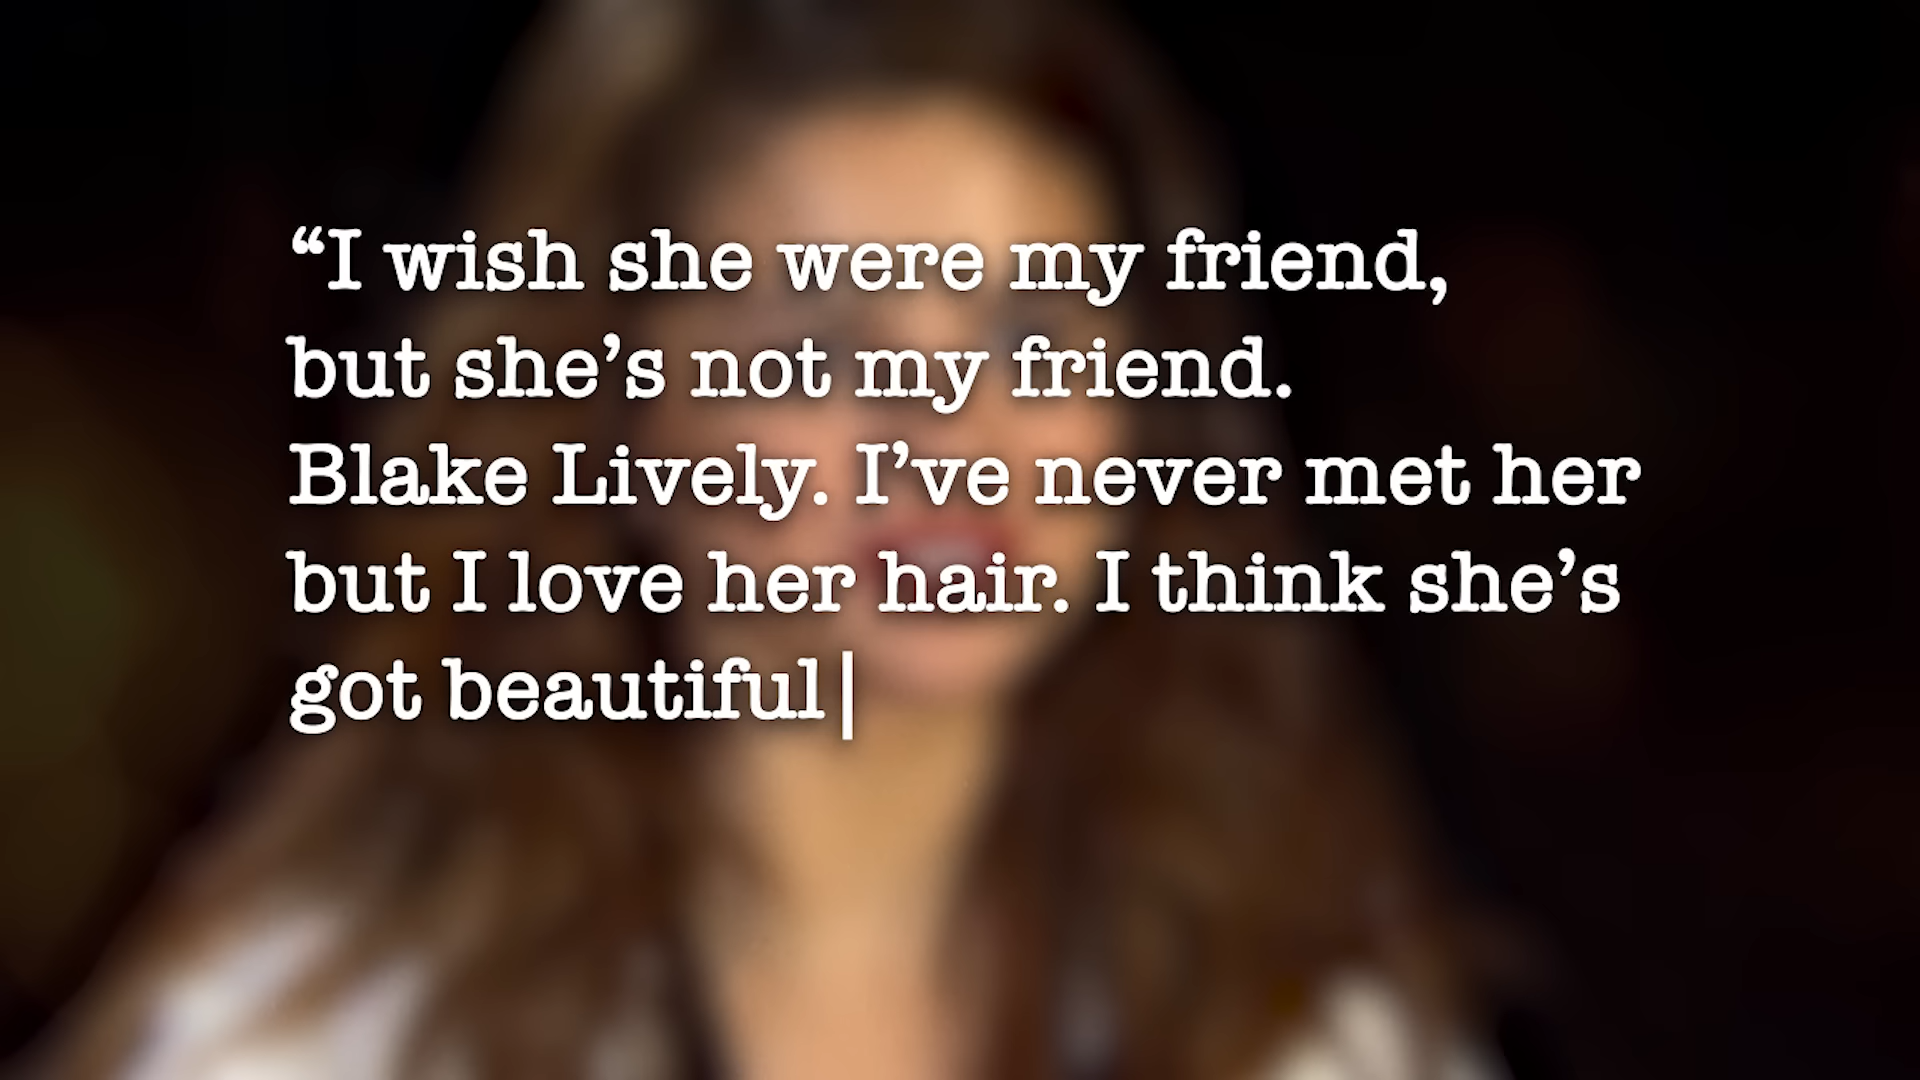 “I wish she were my friend,
but she’s not my friend.
Blake Lively. I’ve never met her
but I love her hair. I think she’s
got beautiful